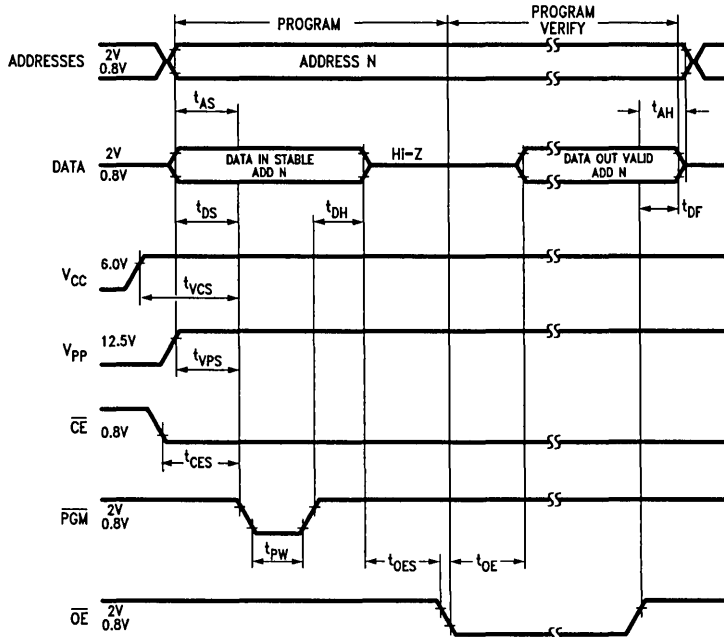 PROGRAM
PROGRAM
VERIFY
ADDRESSES
2V
0.8V
ADDRESS N
tAS
tAH
DATA
2V
0.8V
DATA IN STABLE
ADD N
Hi-Z
DATA OUT VALID
ADD N
tDS
tDH
tDF
VCC
6.0V
tVCS
VPP
12.5V
tVPS
CE
0.8V
tCES
PGM
2V
0.8V
tPW
tOES
tOE
OE
2V
0.8V